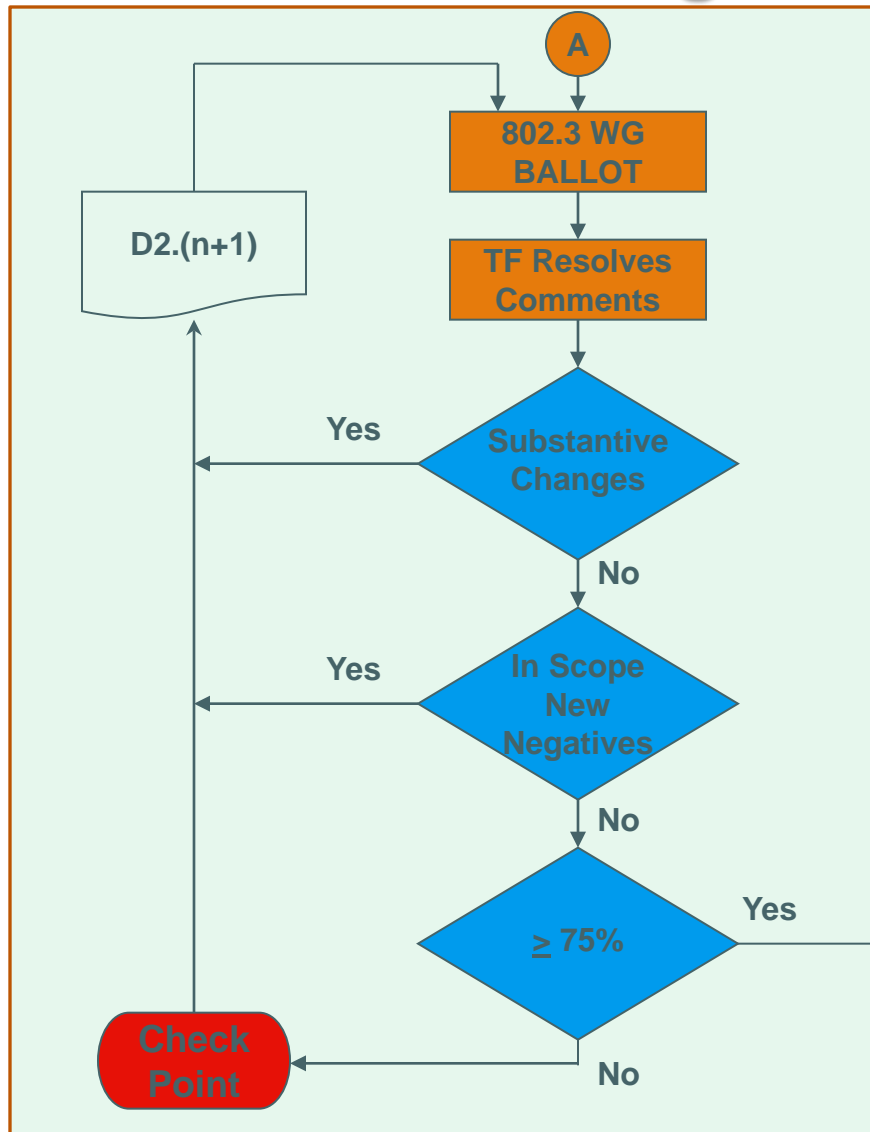 A
802.3 WG
BALLOT
D2.(n+1)
TF Resolves
Comments
Yes
Substantive
Changes
No
Yes
In Scope
New
Negatives
No
Yes
≥ 75%
Check
Point
No